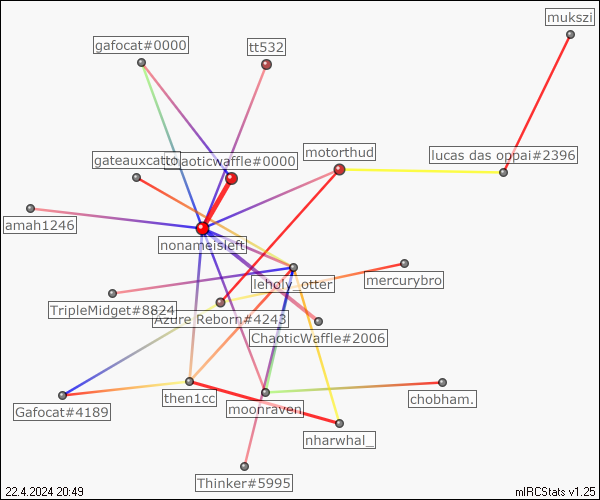 mukszi
gafocat#0000
tt532
motorthud
lucas das oppai#2396
gateauxcatto
chaoticwaffle#0000
amah1246
nonameisleft
leholy_otter
mercurybro
TripleMidget#8824
Azure Reborn#4243
ChaoticWaffle#2006
Gafocat#4189
then1cc
moonraven
chobham.
nharwhal_
Thinker#5995
22.4.2024 20:49
mIRCStats v1.25